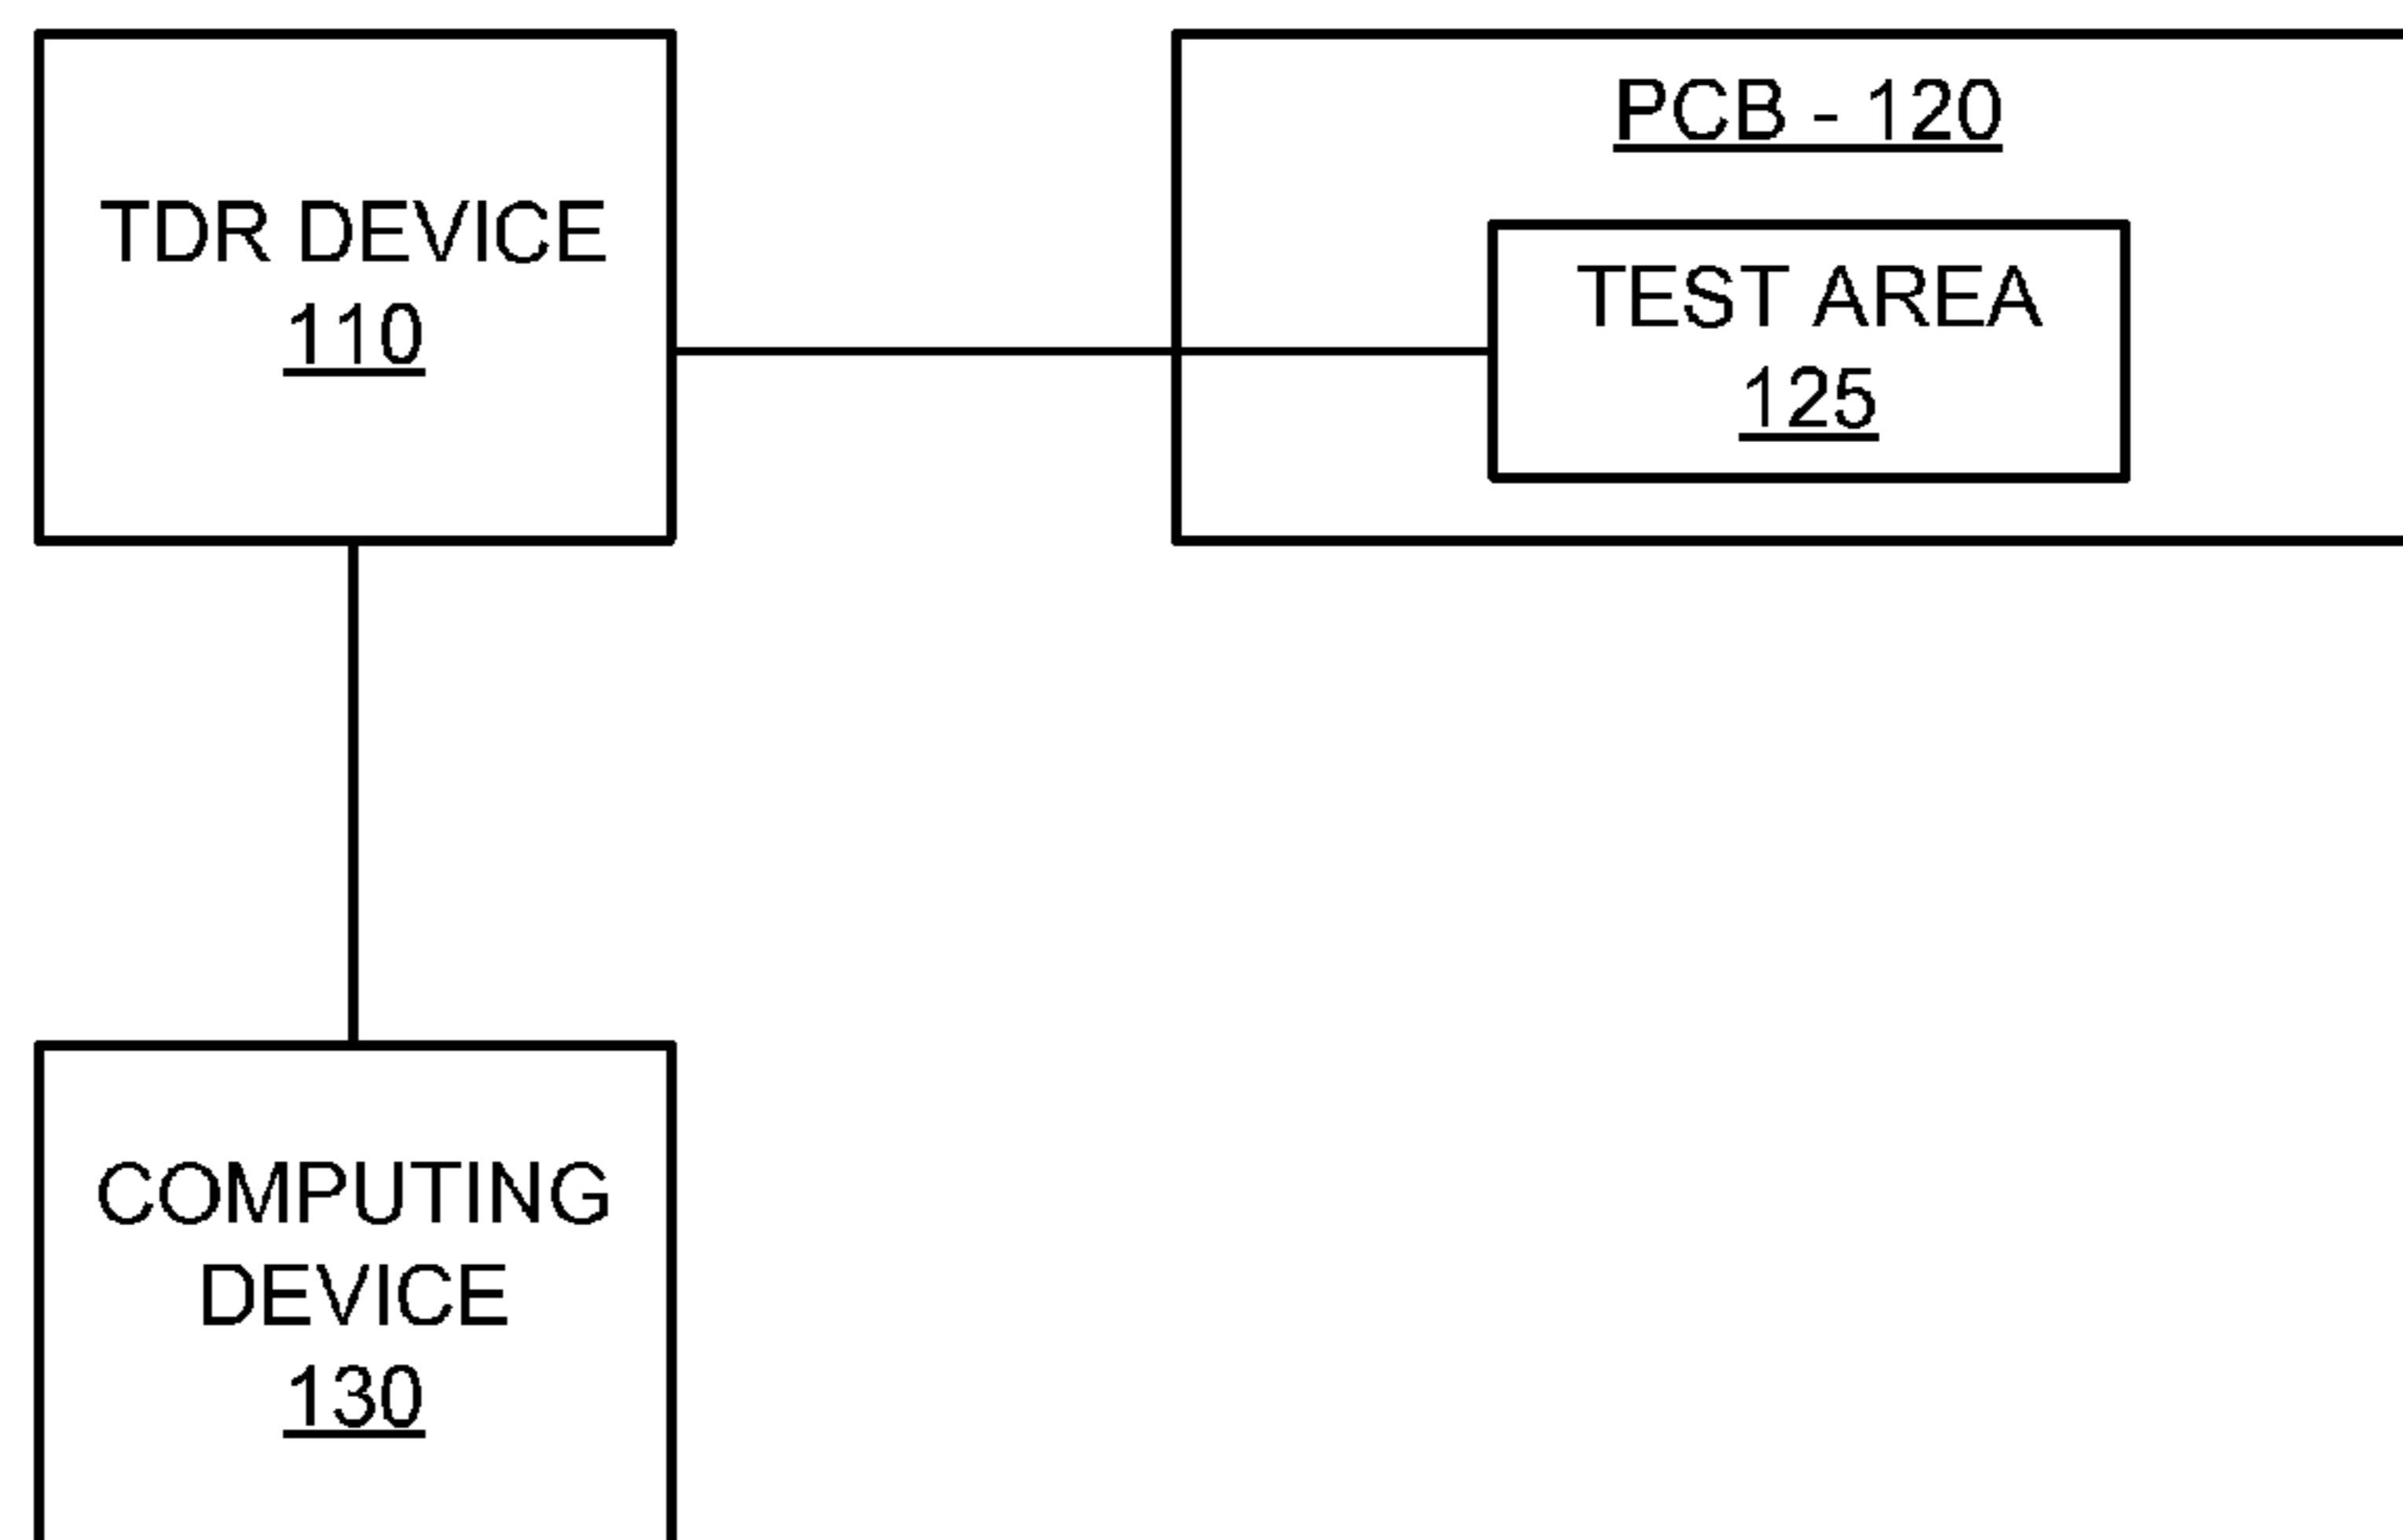 TDR DEVICE
110
PCB - 120
TEST AREA
125
COMPUTING
DEVICE
130